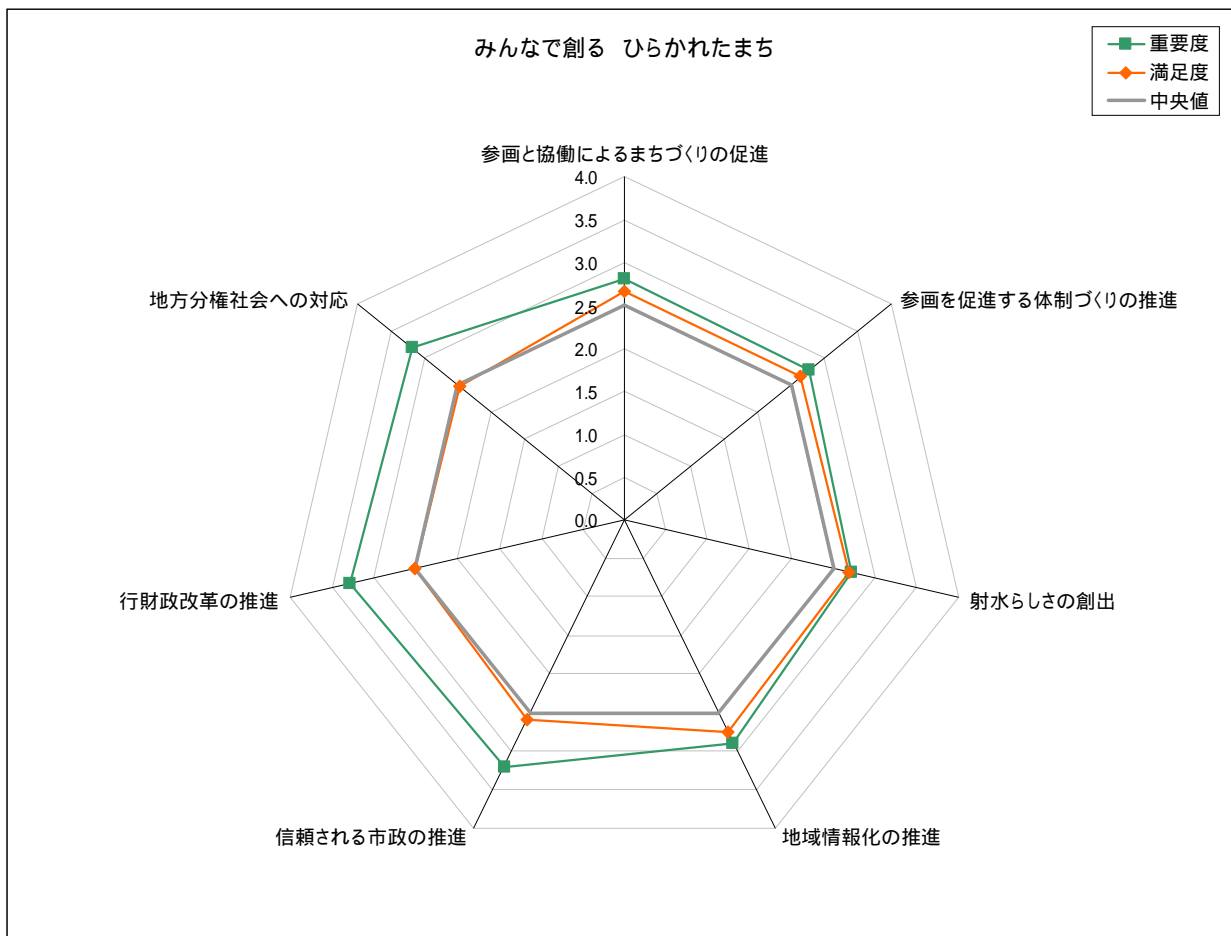 みんなで創る ひらかれたまち
重要度
満足度
中央値
参画と協働によるまちづくりの促進
4.0
3.5
3.0
2.5
2.0
1.5
1.0
0.5
0.0
参画を促進する体制づくりの推進
射水らしさの創出
地域情報化の推進
信頼される市政の推進
行財政改革の推進
地方分権社会への対応